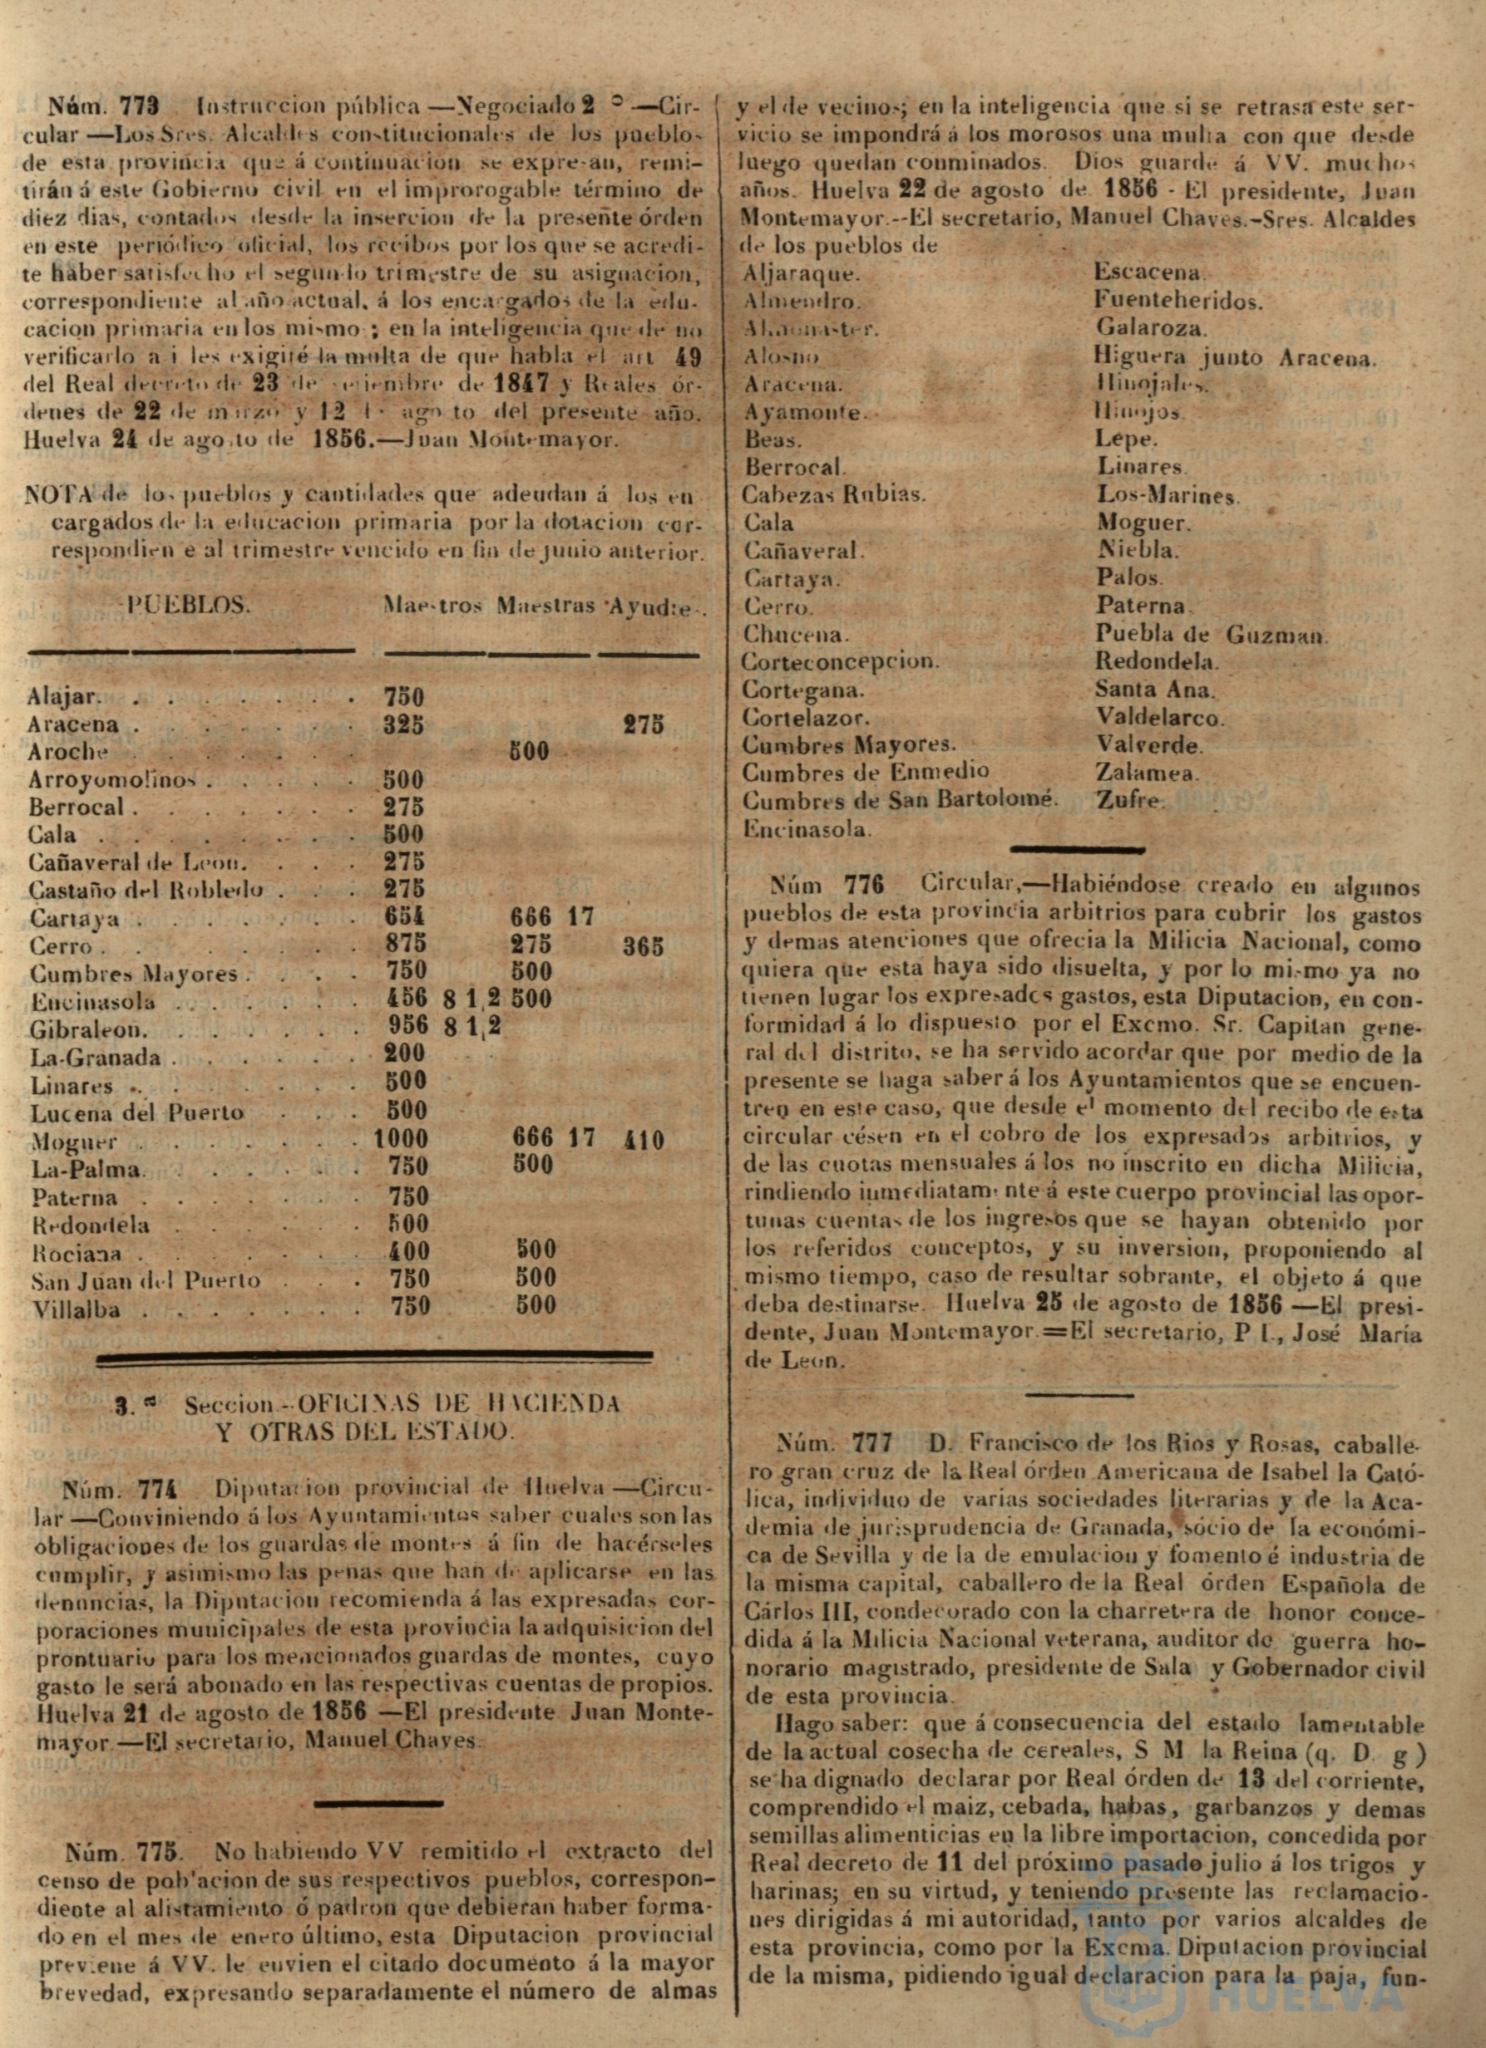 Núm. 773 Instruccion pública —Negociado 2º —Cir-
cular —Los Sres. Alcaldes constitucionales de los pueblos
de esta provincia que á continuacion se expresan, remi-
tirán á este Gobierno civil en el improrogable término de
diez dias, contados desde la insercion de la presente órden
en este periódico oficial, los recibos por los que se acredi-
te haber satisfecho el segundo trimestre de su asignacion,
correspondiente al año actual, á los encargados de la edu-
cacion primaria en los mismos; en la inteligencia que de no
verificarlo a i les exigiré la multa de que habla el art 49
del Real decreto de 23 de setiembre de 1847 y Reales ór-
denes de 22 de marzo y 12 de agosto del presente año.
Huelva 24 de agosto de 1856.—Juan Montemayor.
NOTA de los pueblos y cantidades que adeudan á los en
cargados de la educacion primaria por la dotacion cor-
respondien e al trimestre vencido en fin de junio anterior.
PUEBLOS. Maestros Maestras Ayudte.
Alajar. . . . . . . . 750
Aracena . . . . . . . 325 275
Aroche . . . . . . . 500
Arroyomolinos . . . . . 500
Berrocal . . . . . . . 275
Cala . . . . . . . . 500
Cañaveral de Leon. . . . 275
Castaño del Robledo . . . 275
Cartaya . . . . . . . 654 666 17
Cerro . . . . . . . . 875 275 365
Cumbres Mayores . . . . 750 500
Encinasola . . . . . . 456 8 1,2 500
Gibraleon. . . . . . . 956 8 1,2
La-Granada . . . . . . 200
Linares . . . . . . . 500
Lucena del Puerto . . . 500
Moguer . . . . . . . 1000 666 17 410
La-Palma. . . . . . . 750 500
Paterna . . . . . . . 750
Redondela . . . . . . 500
Rociana . . . . . . . 400 500
San Juan del Puerto . . . 750 500
Villalba . . . . . . . 750 500
3.ª Seccion.-OFICINAS DE HACIENDA
Y OTRAS DEL ESTADO.
Núm. 774 Diputacion provincial de Huelva —Circu-
lar —Conviniendo á los Ayuntamientos saber cuales son las
obligaciones de los guardas de montes á fin de hacérseles
cumplir, y asimismo las penas que han de aplicarse en las
denuncias, la Diputacion recomienda á las expresadas cor-
poraciones municipales de esta provincia la adquisicion del
prontuario para los mencionados guardas de montes, cuyo
gasto le será abonado en las respectivas cuentas de propios.
Huelva 21 de agosto de 1856 —El presidente Juan Monte-
mayor —El secretario, Manuel Chaves.
Núm. 775. No habiendo VV remitido el extracto del
censo de poblacion de sus respectivos pueblos, correspon-
diente al alistamiento ó padron que debieran haber forma-
do en el mes de enero último, esta Diputacion provincial
previene á VV. le envien el citado documento á la mayor
brevedad, expresando separadamente el número de almas
y el de vecinos; en la inteligencia que si se retrasa este ser-
vicio se impondrá á los morosos una multa con que desde
luego quedan conminados. Dios guarde á VV. muchos
años. Huelva 22 de agosto de 1856 - El presidente, Juan
Montemayor.--El secretario, Manuel Chaves.-Sres. Alcaldes
de los pueblos de
Aljaraque. Escacena.
Almendro. Fuenteheridos.
Almonaster. Galaroza.
Alosno Higuera junto Aracena.
Aracena. Hinojales.
Ayamonte. Hinojos.
Beas. Lepe.
Berrocal. Linares.
Cabezas Rubias. Los-Marines.
Cala Moguer.
Cañaveral. Niebla.
Cartaya. Palos.
Cerro. Paterna.
Chucena. Puebla de Guzman.
Corteconcepcion. Redondela.
Cortegana. Santa Ana.
Cortelazor. Valdelarco.
Cumbres Mayores. Valverde.
Cumbres de Enmedio Zalamea.
Cumbres de San Bartolomé. Zufre.
Encinasola.
Núm 776 Circular,—Habiéndose creado en algunos
pueblos de esta provincia arbitrios para cubrir los gastos
y demas atenciones que ofrecia la Milicia Nacional, como
quiera que esta haya sido disuelta, y por lo mismo ya no
tienen lugar los expresados gastos, esta Diputacion, en con-
formidad á lo dispuesto por el Excmo. Sr. Capitan gene-
ral del distrito, se ha servido acordar que por medio de la
presente se haga saber á los Ayuntamientos que se encuen-
tren en este caso, que desde el momento del recibo de esta
circular césen en el cobro de los expresados arbitrios, y
de las cuotas mensuales á los no inscrito en dicha Milicia,
rindiendo inmediatamente á este cuerpo provincial las opor-
tunas cuentas de los ingresos que se hayan obtenido por
los referidos conceptos, y su inversion, proponiendo al
mismo tiempo, caso de resultar sobrante, el objeto á que
deba destinarse. Huelva 25 de agosto de 1856 —El presi-
dente, Juan Montemayor.=El secretario, P I., José María
de Leon.
Núm. 777 D. Francisco de los Rios y Rosas, caballe-
ro gran cruz de la Real órden Americana de Isabel la Cató-
lica, individuo de varias sociedades literarias y de la Aca-
demia de jurisprudencia de Granada, sócio de la económi-
ca de Sevilla y de la de emulacion y fomento é industria de
la misma capital, caballero de la Real órden Española de
Cárlos III, condecorado con la charretera de honor conce-
dida á la Milicia Nacional veterana, auditor de guerra ho-
norario magistrado, presidente de Sala y Gobernador civil
de esta provincia.
Hago saber: que á consecuencia del estado lamentable
de la actual cosecha de cereales, S M la Reina (q. D. g )
se ha dignado declarar por Real órden de 13 del corriente,
comprendido el maiz, cebada, habas, garbanzos y demas
semillas alimenticias en la libre importacion, concedida por
Real decreto de 11 del próximo pasado julio á los trigos y
harinas; en su virtud, y teniendo presente las reclamacio-
nes dirigidas á mi autoridad, tanto por varios alcaldes de
esta provincia, como por la Excma. Diputacion provincial
de la misma, pidiendo igual declaracion para la paja, fun-
HUELVA